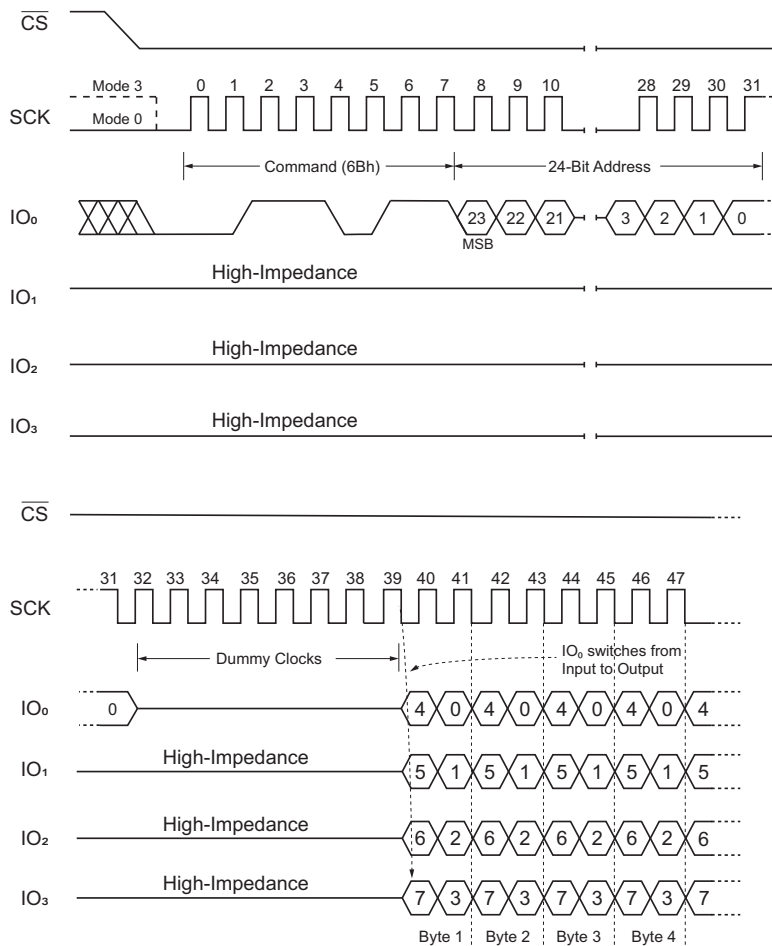 CS
Mode 3
0 1 2 3 4 5 6 7 8 9 10 28 29 30 31
SCK
Mode 0
Command (6Bh) 24-Bit Address
IO₀ 23 22 21 3 2 1 0
MSB
High-Impedance
IO₁
High-Impedance
IO₂
High-Impedance
IO₃
CS
31 32 33 34 35 36 37 38 39 40 41 42 43 44 45 46 47
SCK
Dummy Clocks
IO₀ switches from
Input to Output
IO₀ 0 4 0 4 0 4 0 4 0 4
High-Impedance
IO₁ 5 1 5 1 5 1 5 1 5
High-Impedance
IO₂ 6 2 6 2 6 2 6 2 6
High-Impedance
IO₃ 7 3 7 3 7 3 7 3 7
Byte 1 Byte 2 Byte 3 Byte 4